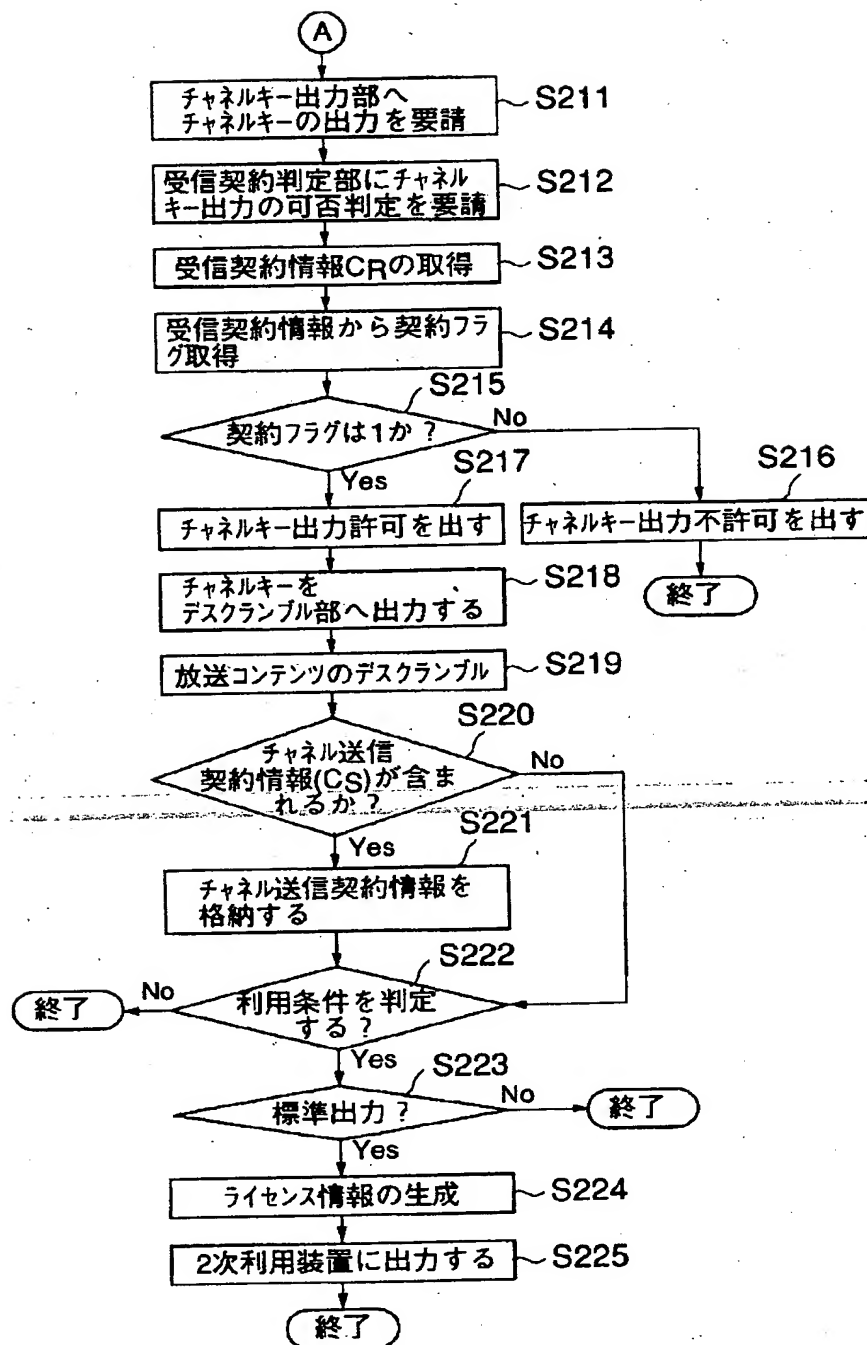 A
チャネルキー出力部へ
チャネルキーの出力を要請
S211
受信契約判定部にチャネル
キー出力の可否判定を要請
S212
受信契約情報CRの取得
S213
受信契約情報から契約フラ
グ取得
S214
S215
契約フラグは1か？
No
Yes
S217
S216
チャネルキー出力許可を出す
チャネルキー出力不許可を出す
終了
チャネルキーを
デスクランブル部へ出力する
S218
放送コンテンツのデスクランブル
S219
S220
チャネル送信
契約情報(CS)が含ま
れるか？
No
Yes
S221
チャネル送信契約情報を
格納する
S222
利用条件を判定
する？
No
終了
Yes
S223
標準出力？
No
終了
Yes
ライセンス情報の生成
S224
2次利用装置に出力する
S225
終了